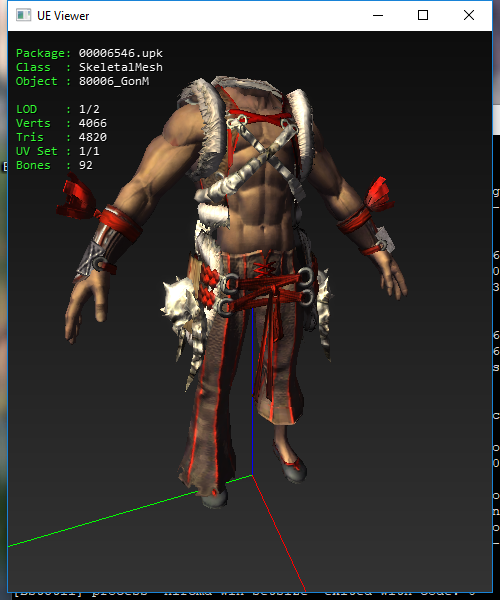 UE Viewer
Package: 00006546.upk
Class : SkeletalMesh
Object : 80006_GonM
LOD : 1/2
Verts : 4066
Tris : 4820
UV Set : 1/1
Bones : 92